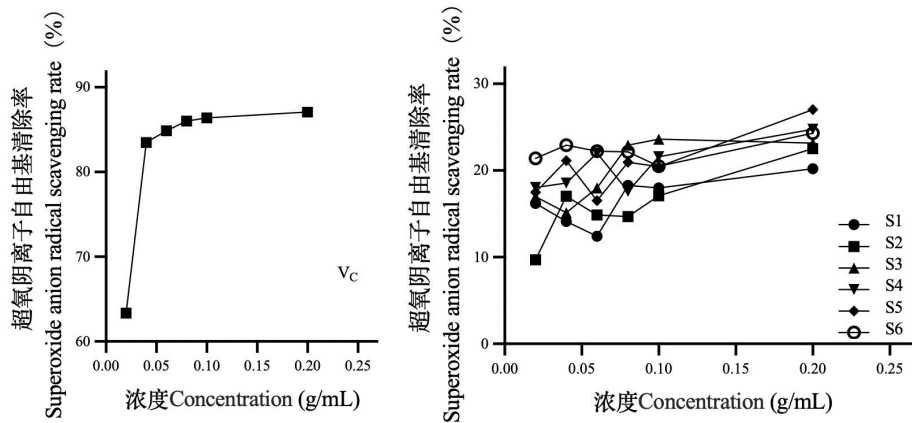 超氧阴离子自由基清除率
Superoxide anion radical scavenging rate（%）
90
80
70
60
0.00 0.05 0.10 0.15 0.20 0.25
V_C
浓度Concentration (g/mL)
超氧阴离子自由基清除率
Superoxide anion radical scavenging rate（%）
30
20
10
0
0.00 0.05 0.10 0.15 0.20 0.25
S1
S2
S3
S4
S5
S6
浓度Concentration (g/mL)